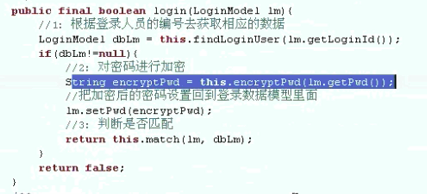 public final boolean login(LoginModel lm){
//1：根据登录人员的编号去获取相应的数据
LoginModel dbLm = this.findLoginUser(lm.getLoginId());
if(dbLm!=null){
//2：对密码进行加密
String encryptPwd = this.encryptPwd(lm.getPwd());
//把加密后的密码设置回到登录数据模型里面
lm.setPwd(encryptPwd);
//3：判断是否匹配
return this.match(lm, dbLm);
}
return false;
}